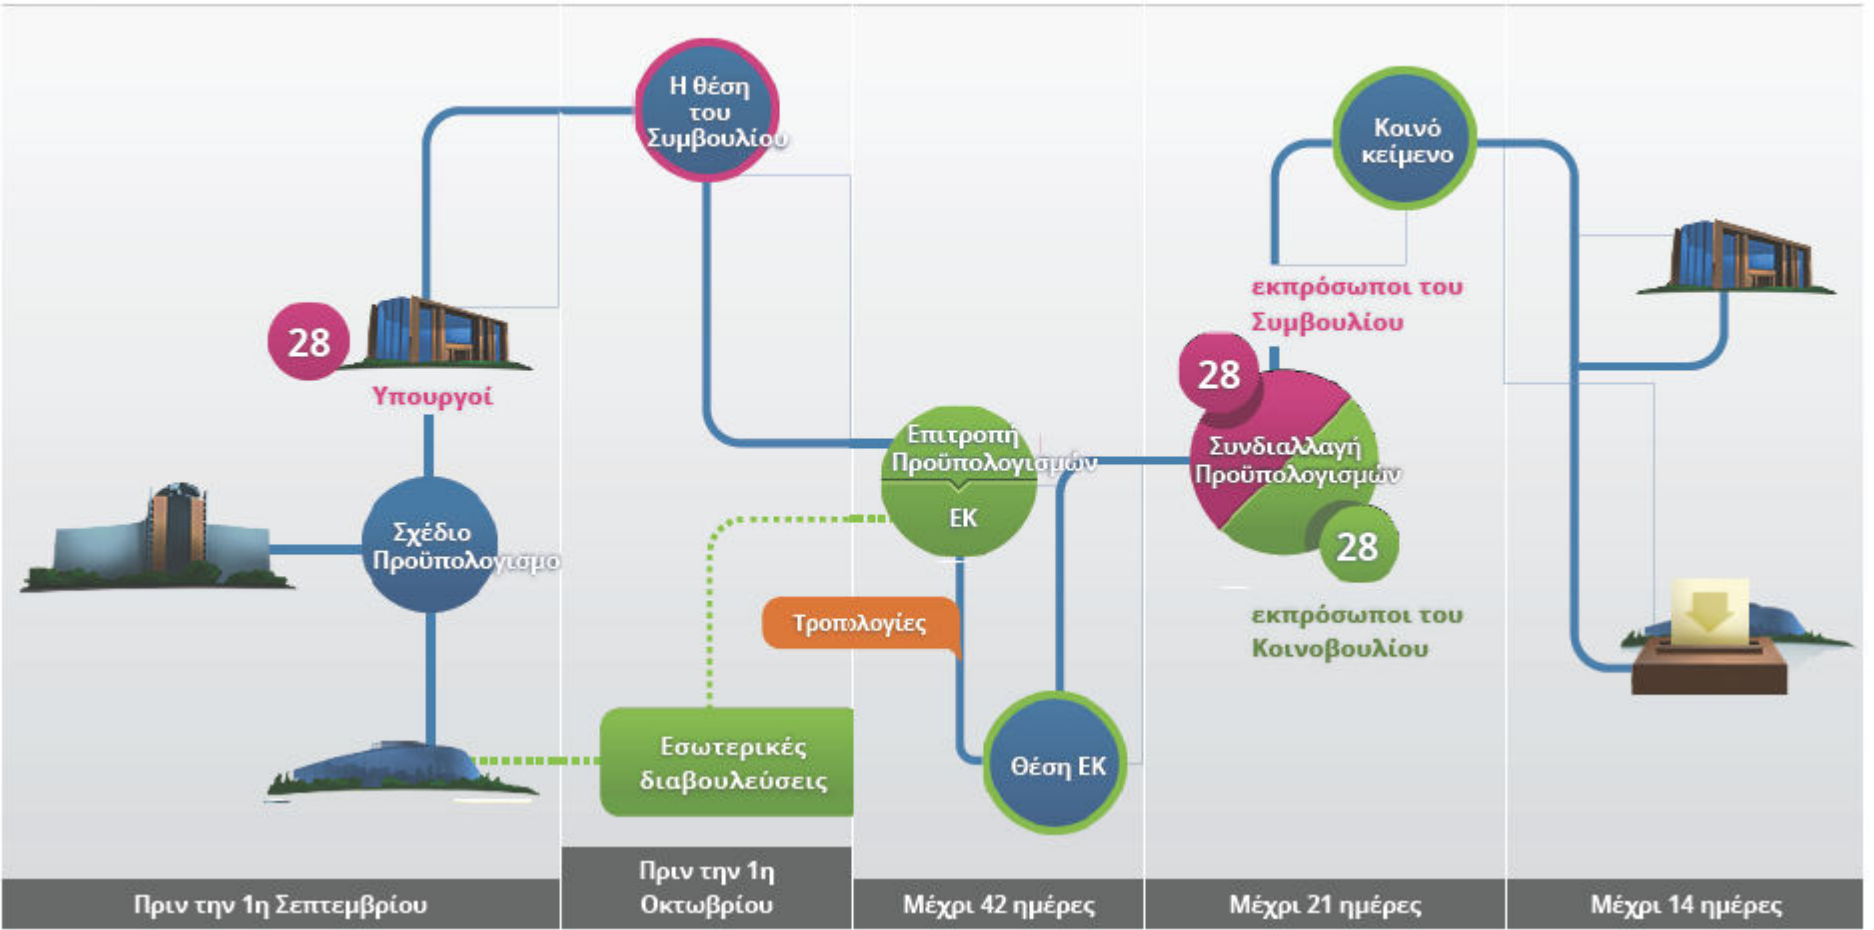 Η θέση
του
Συμβουλίου
28
Υπουργοί
Σχέδιο
Προϋπολογισμο
Εσωτερικές
διαβουλεύσεις
Επιτροπή
Προϋπολογισμών
ΕΚ
Τροπολογίες
Θέση ΕΚ
Κοινό
κείμενο
εκπρόσωποι του
Συμβουλίου
28
Συνδιαλλαγή
Προϋπολογισμών
28
εκπρόσωποι του
Κοινοβουλίου
Πριν την 1η Σεπτεμβρίου
Πριν την 1η
Οκτωβρίου
Μέχρι 42 ημέρες
Μέχρι 21 ημέρες
Μέχρι 14 ημέρες